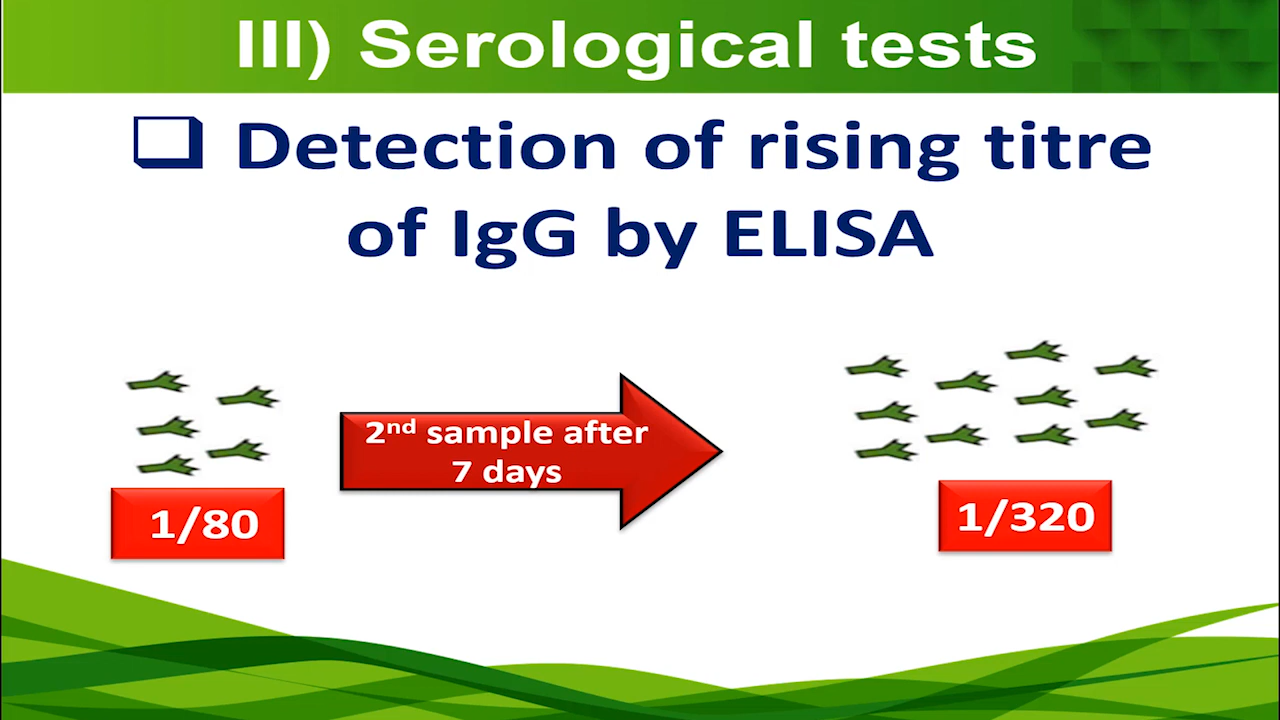 III) Serological tests
❑ Detection of rising titre
of IgG by ELISA
2nd sample after
7 days
1/80
1/320